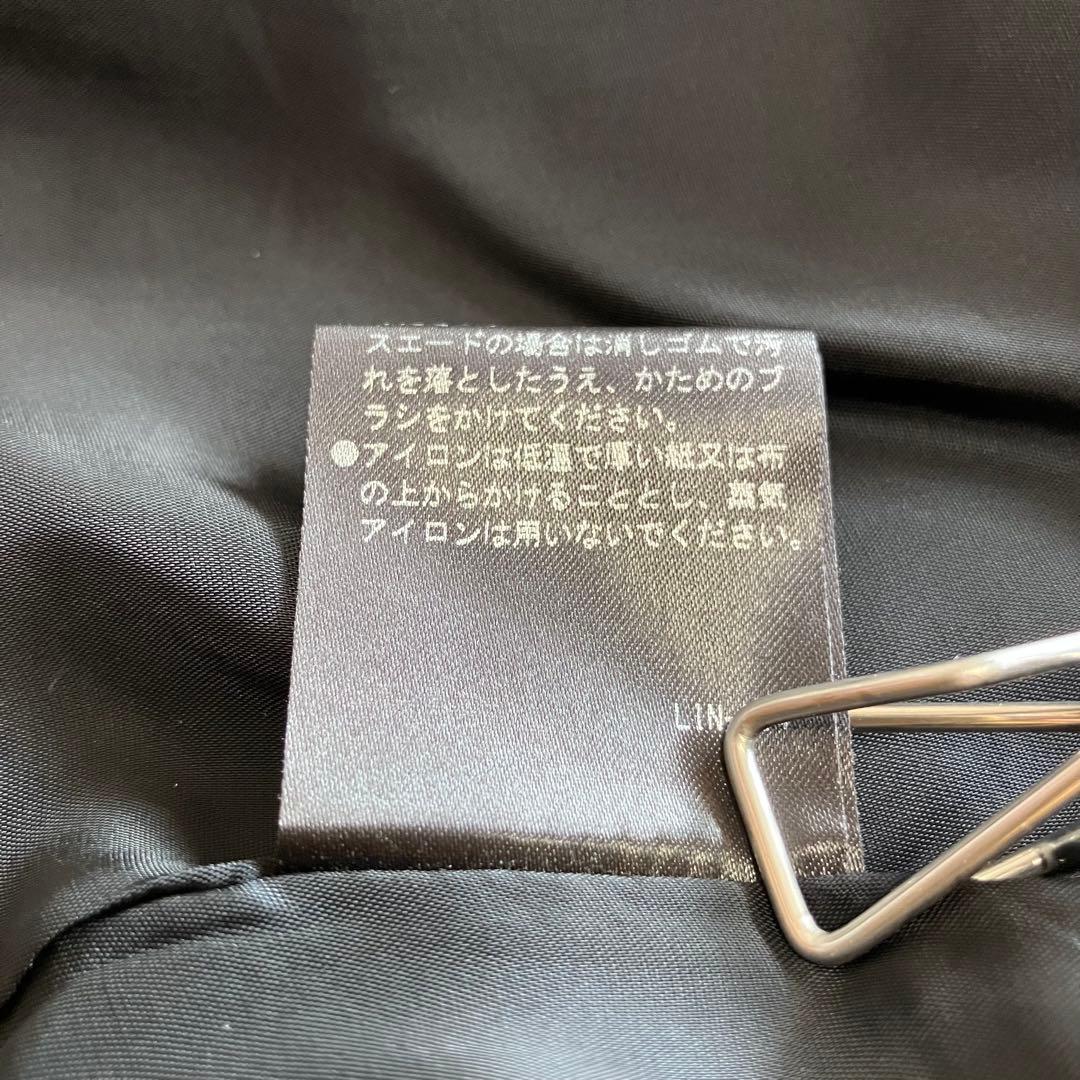 スエードの場合は消しゴムで汚
れを落としたうえ、かためのブ
ラシをかけてください。
●アイロンは低温で厚い紙又は布
の上からかけることとし、蒸気
アイロンは用いないでください。
LIN